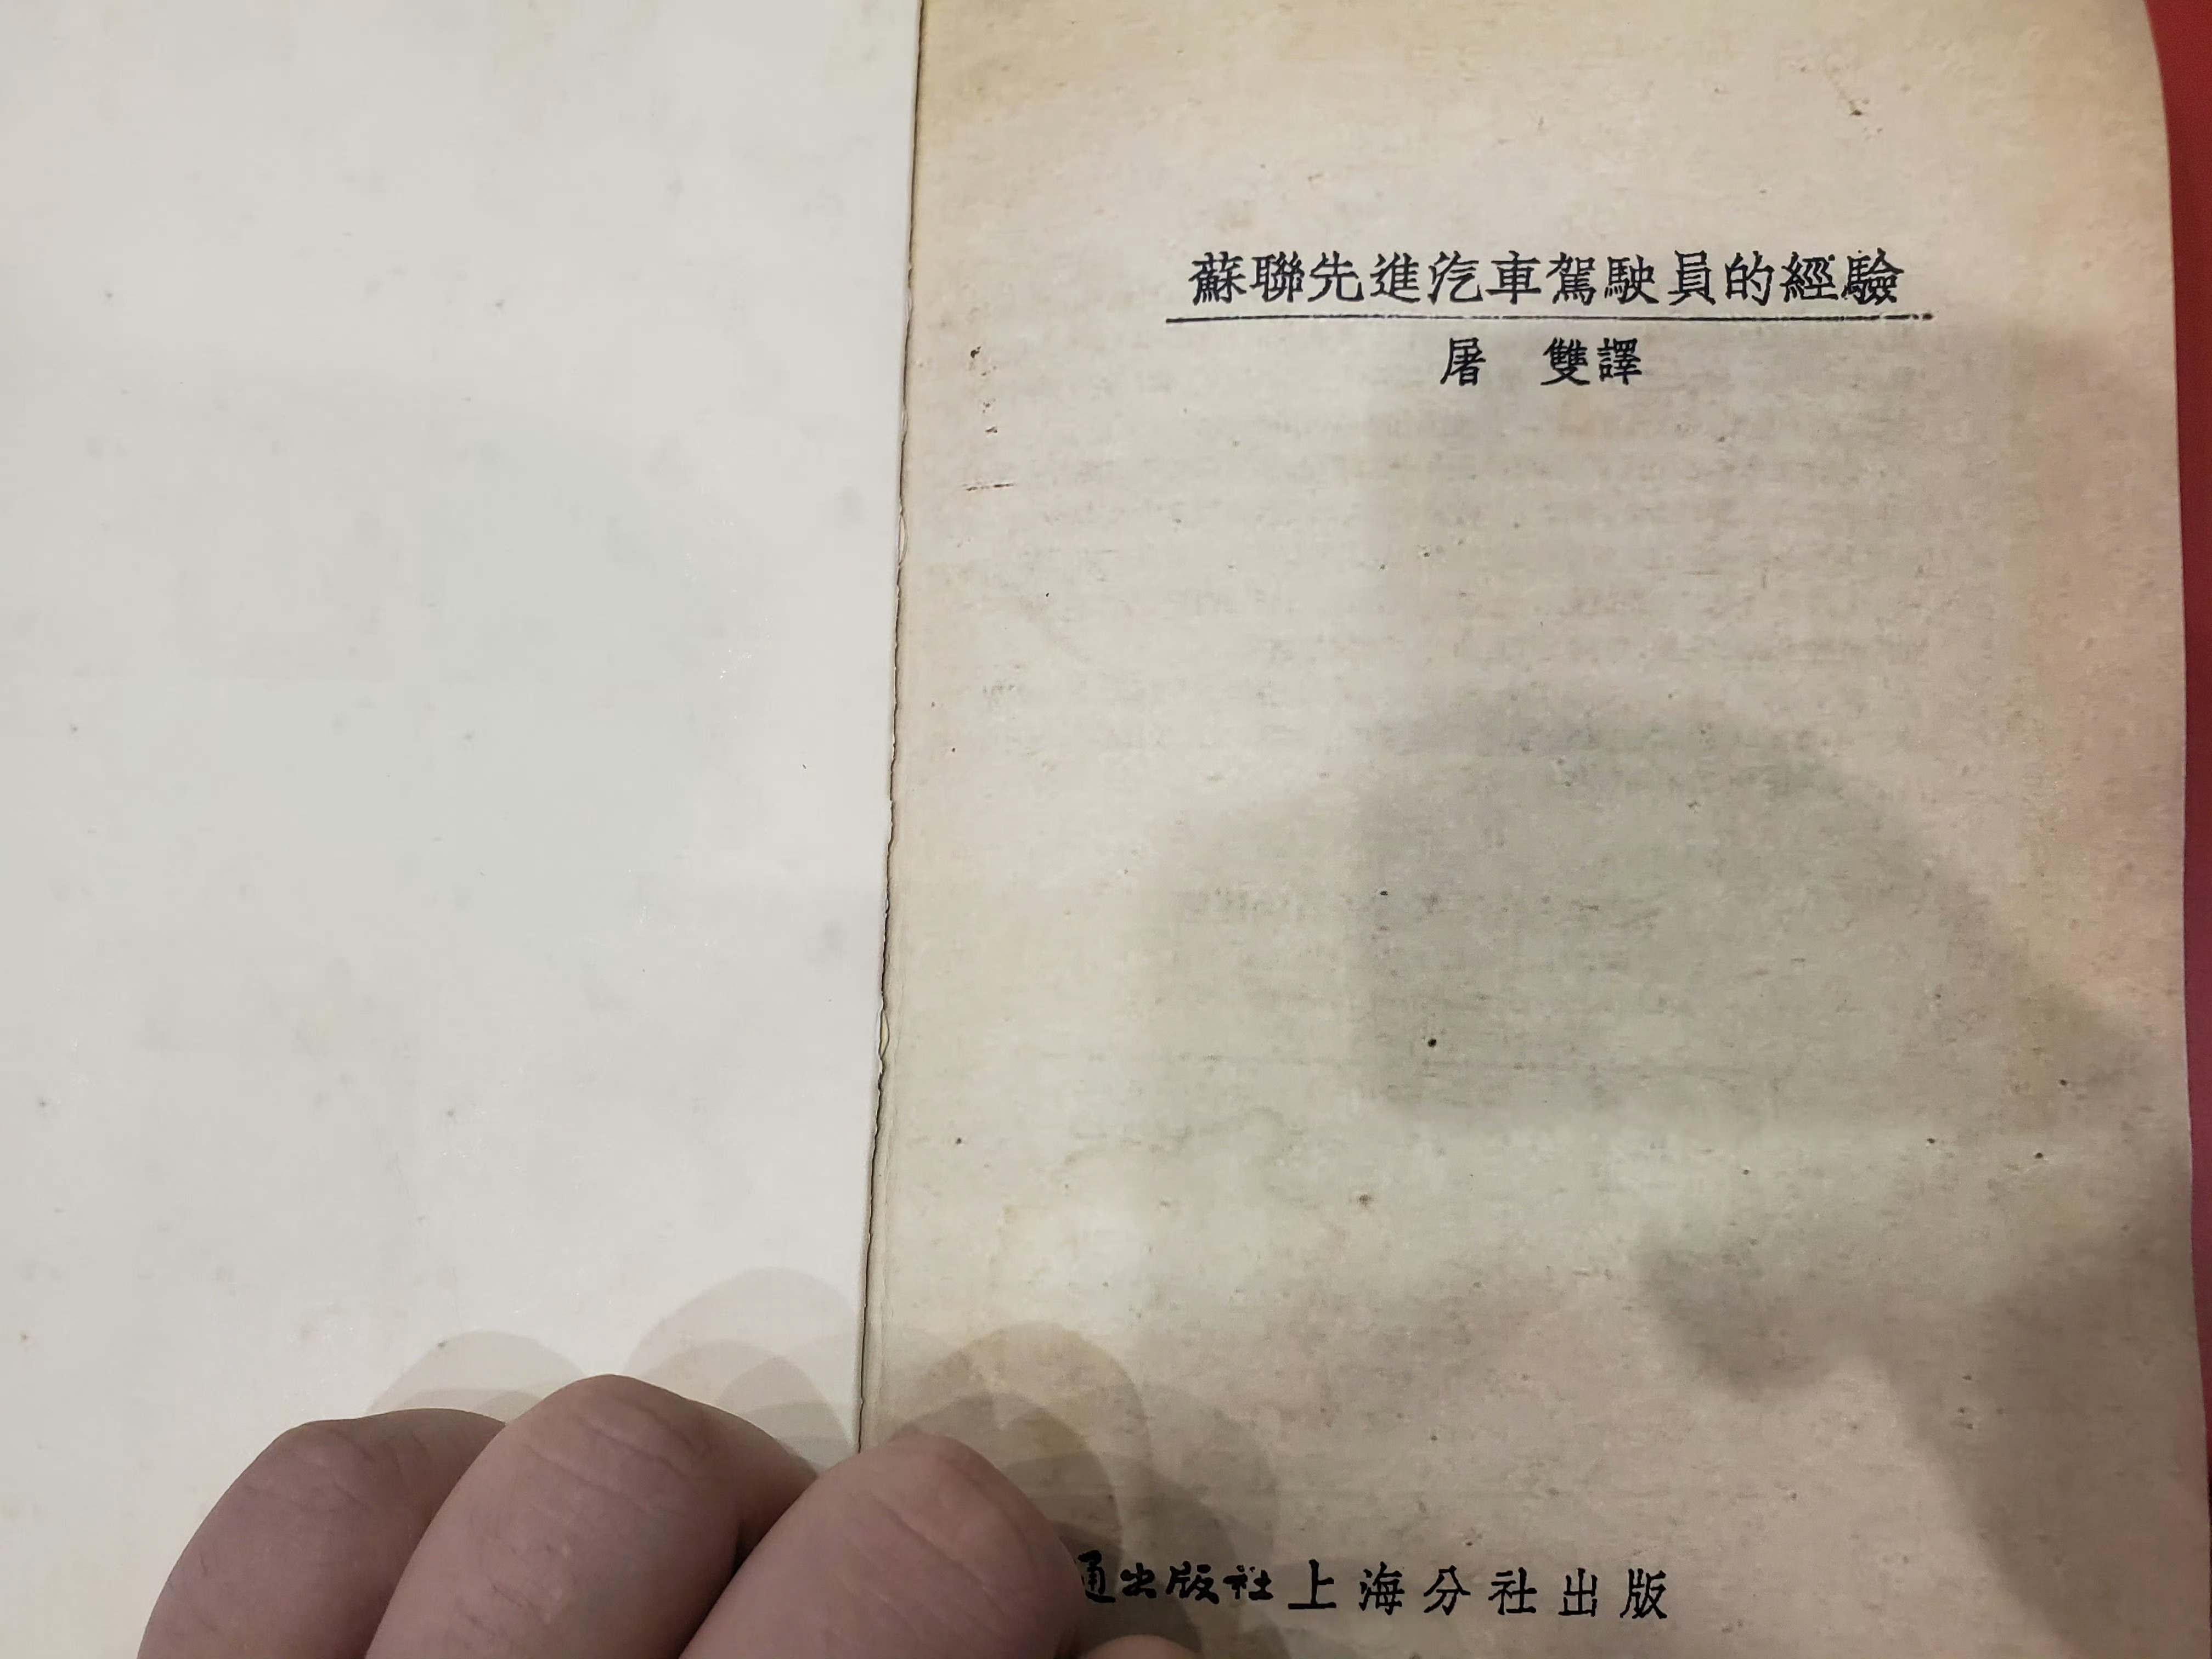 蘇聯先進汽車駕駛員的經驗
屠　雙譯
通出版社上海分社出版